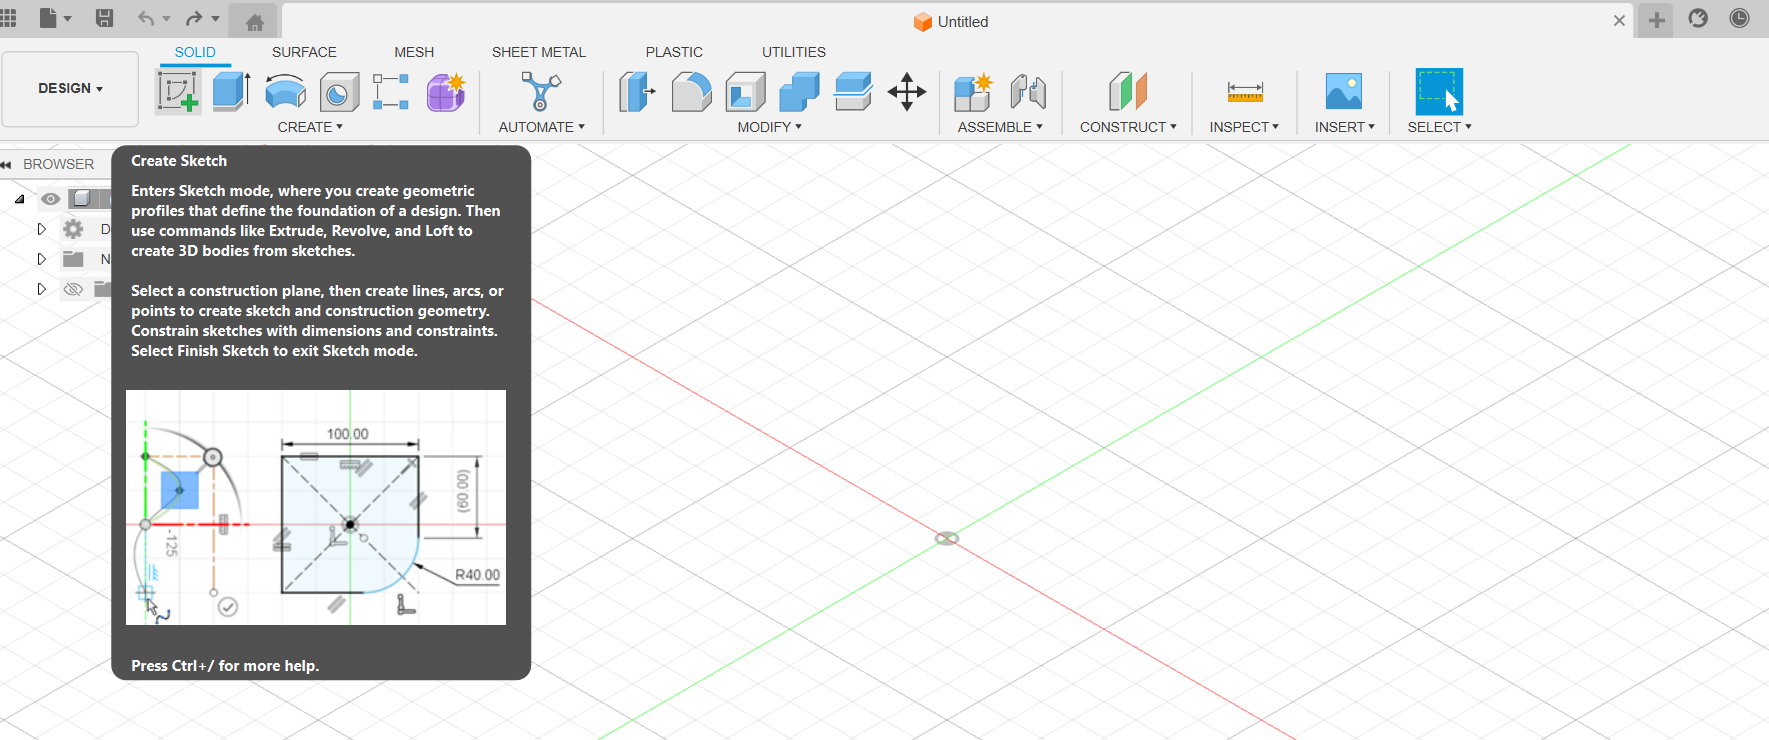 Untitled
SOLID
SURFACE
MESH
SHEET METAL
PLASTIC
UTILITIES
DESIGN
CREATE
AUTOMATE
MODIFY
ASSEMBLE
CONSTRUCT
INSPECT
INSERT
SELECT
BROWSER
D
N
Create Sketch
Enters Sketch mode, where you create geometric
profiles that define the foundation of a design. Then
use commands like Extrude, Revolve, and Loft to
create 3D bodies from sketches.
Select a construction plane, then create lines, arcs, or
points to create sketch and construction geometry.
Constrain sketches with dimensions and constraints.
Select Finish Sketch to exit Sketch mode.
100.00
(60.00)
-125
R40.00
Press Ctrl+/ for more help.